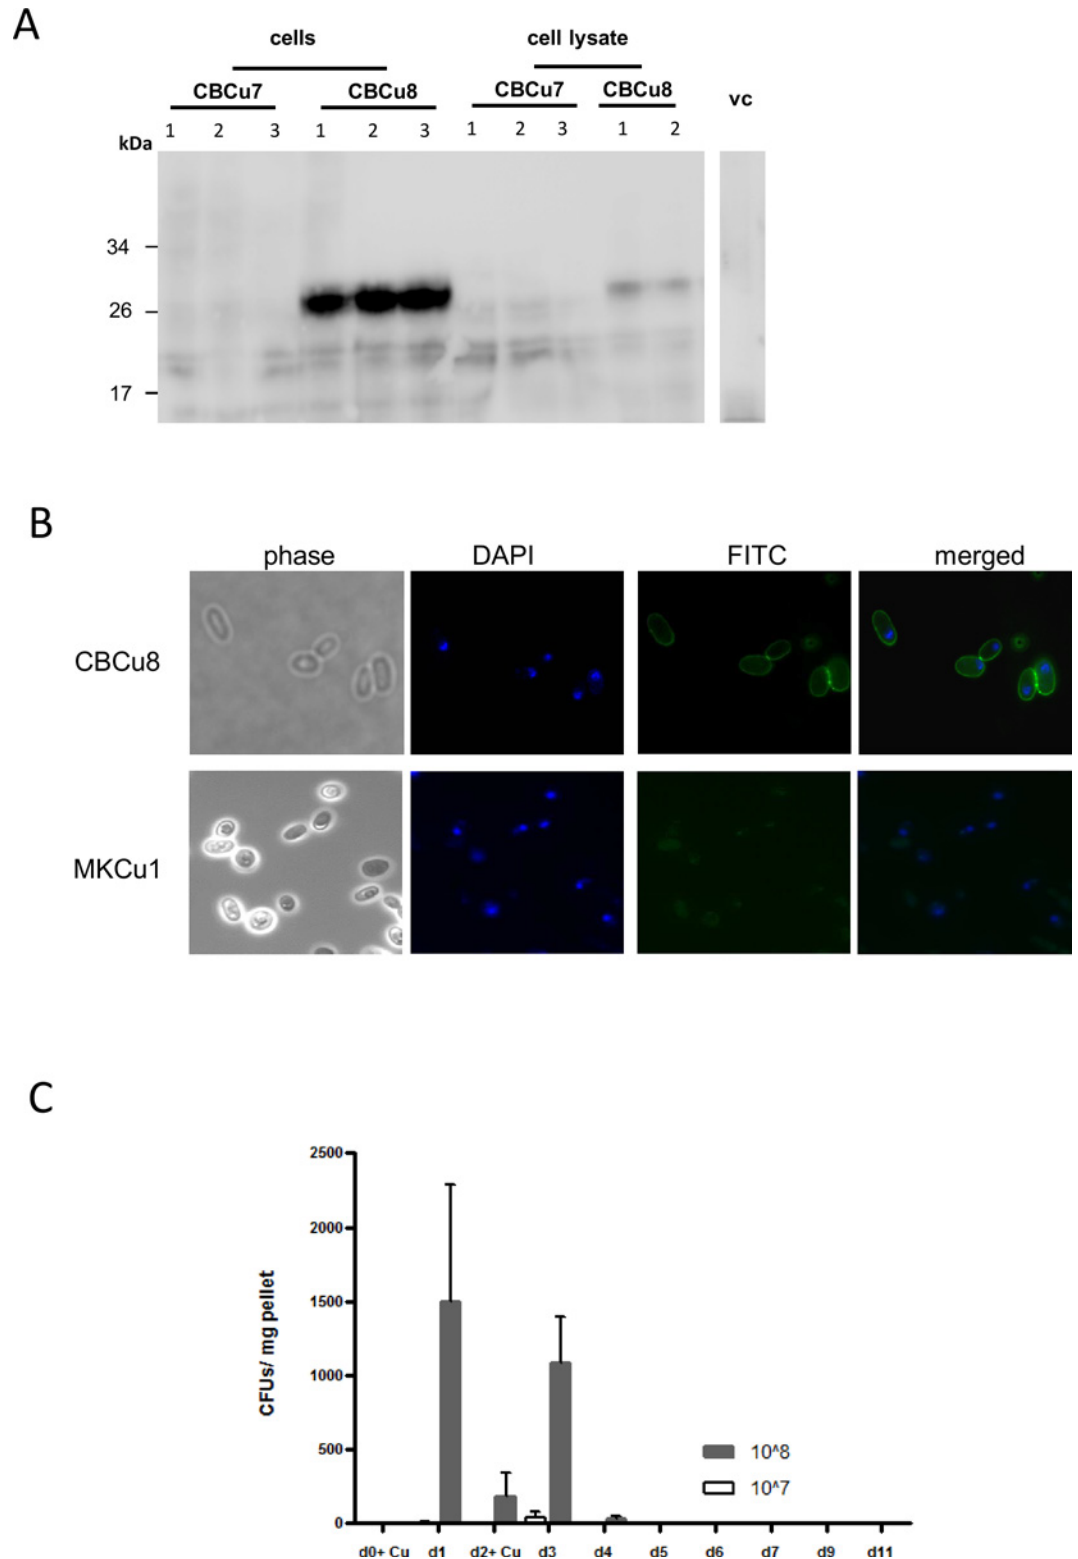 A
cells
cell lysate
CBCu7 CBCu8 CBCu7 CBCu8 vc
1 2 3 1 2 3 1 2 3 1 2
kDa
34
26
17
B
phase DAPI FITC merged
CBCu8
MKCu1
C
2500
2000
1500
1000
500
0
CFUs/ mg pellet
10^8
10^7
d0+ Cu d1 d2+ Cu d3 d4 d5 d6 d7 d9 d11